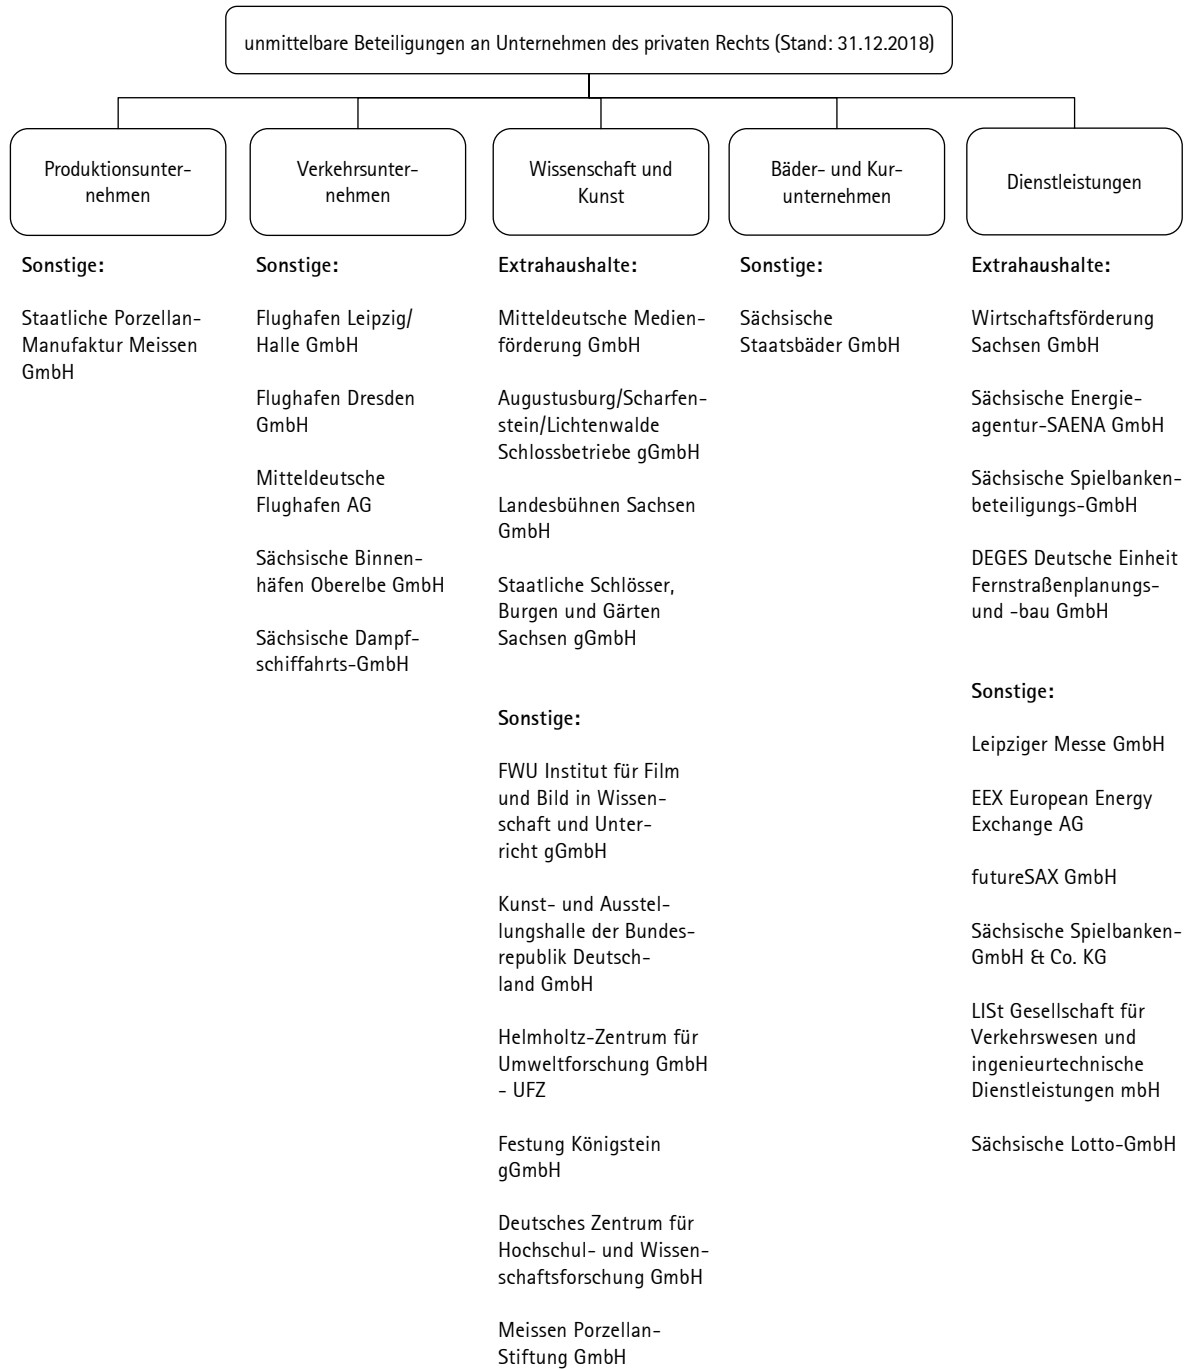 unmittelbare Beteiligungen an Unternehmen des privaten Rechts (Stand: 31.12.2018)
Produktionsunter-
nehmen
Verkehrsunter-
nehmen
Wissenschaft und
Kunst
Bäder- und Kur-
unternehmen
Dienstleistungen
Sonstige:
Staatliche Porzellan-
Manufaktur Meissen
GmbH
Sonstige:
Flughafen Leipzig/
Halle GmbH
Flughafen Dresden
GmbH
Mitteldeutsche
Flughafen AG
Sächsische Binnen-
häfen Oberelbe GmbH
Sächsische Dampf-
schiffahrts-GmbH
Extrahaushalte:
Mitteldeutsche Medien-
förderung GmbH
Augustusburg/Scharfen-
stein/Lichtenwalde
Schlossbetriebe gGmbH
Landesbühnen Sachsen
GmbH
Staatliche Schlösser,
Burgen und Gärten
Sachsen gGmbH
Sonstige:
FWU Institut für Film
und Bild in Wissen-
schaft und Unter-
richt gGmbH
Kunst- und Ausstel-
lungshalle der Bundes-
republik Deutsch-
land GmbH
Helmholtz-Zentrum für
Umweltforschung GmbH
- UFZ
Festung Königstein
gGmbH
Deutsches Zentrum für
Hochschul- und Wissen-
schaftsforschung GmbH
Meissen Porzellan-
Stiftung GmbH
Sonstige:
Sächsische
Staatsbäder GmbH
Extrahaushalte:
Wirtschaftsförderung
Sachsen GmbH
Sächsische Energie-
agentur-SAENA GmbH
Sächsische Spielbanken-
beteiligungs-GmbH
DEGES Deutsche Einheit
Fernstraßenplanungs-
und -bau GmbH
Sonstige:
Leipziger Messe GmbH
EEX European Energy
Exchange AG
futureSAX GmbH
Sächsische Spielbanken-
GmbH & Co. KG
LISt Gesellschaft für
Verkehrswesen und
ingenieurtechnische
Dienstleistungen mbH
Sächsische Lotto-GmbH